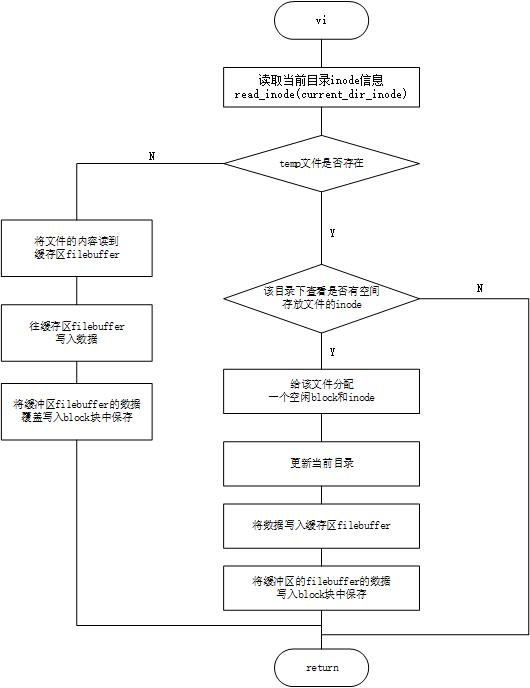 vi
读取当前目录inode信息
read_inode(current_dir_inode)
temp文件是否存在
N
Y
将文件的内容读到
缓存区filebuffer
往缓存区filebuffer
写入数据
将缓冲区filebuffer的数据
覆盖写入block块中保存
该目录下查看是否有空间
存放文件的inode
N
Y
给该文件分配
一个空闲block和inode
更新当前目录
将数据写入缓存区filebuffer
将缓冲区的filebuffer的数据
写入block块中保存
return